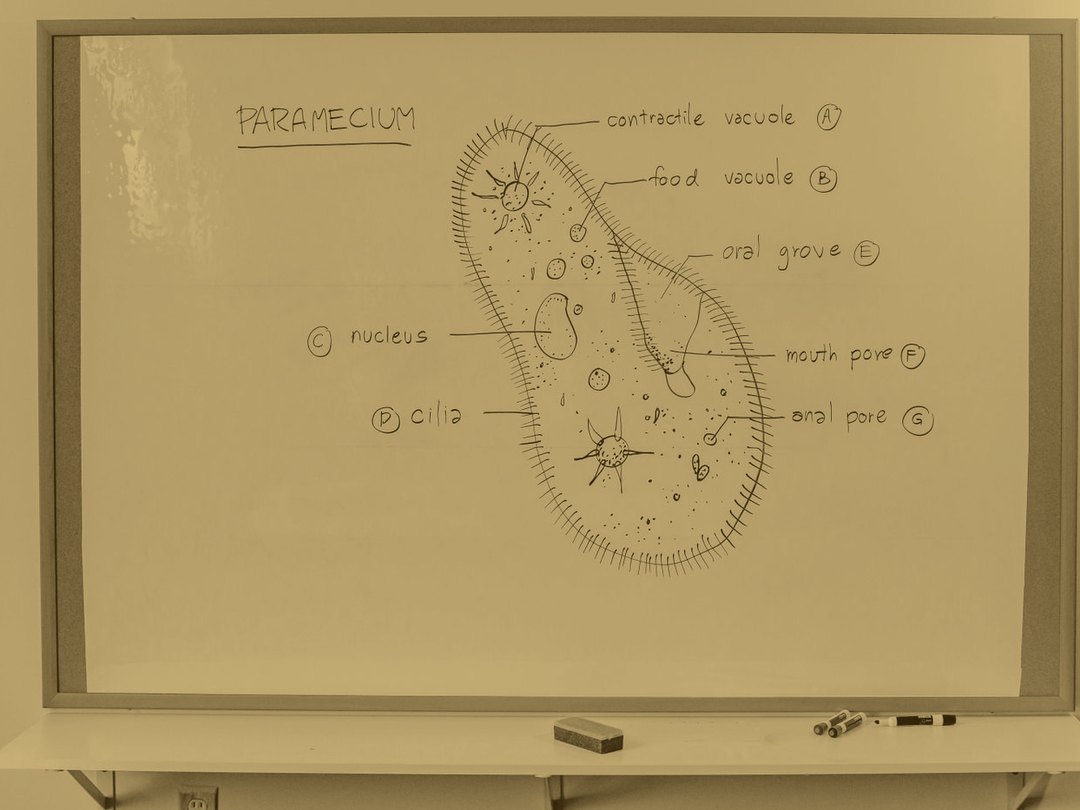 PARAMECIUM
contractile vacuole A
food vacuole B
oral grove E
C nucleus
mouth pore F
D cilia
anal pore G